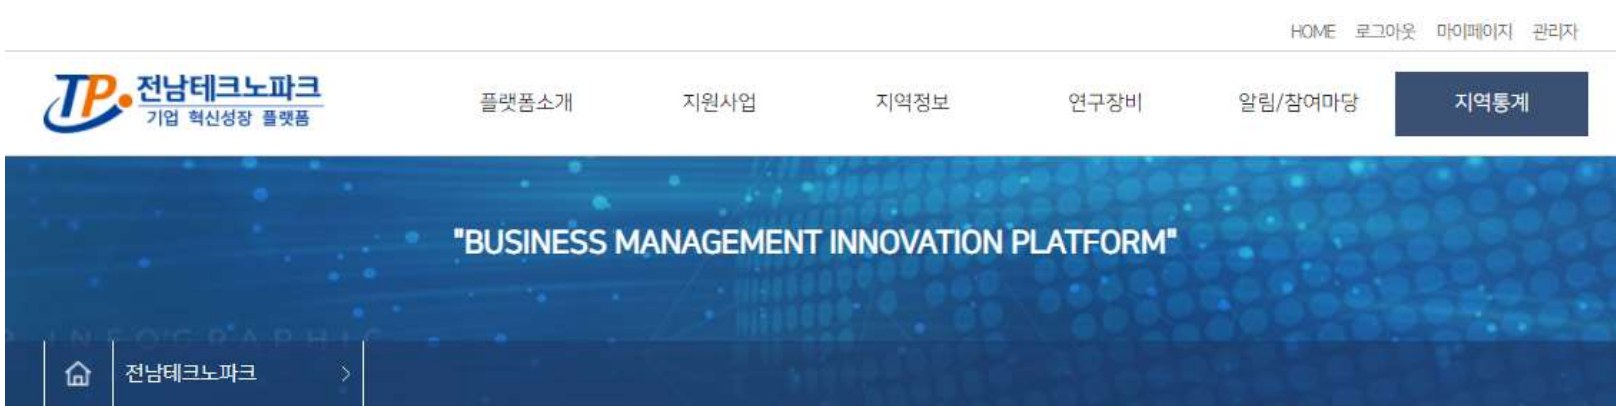 HOME 로그아웃 마이페이지 관리자
TP 전남테크노파크
기업 혁신성장 플랫폼
플랫폼소개 지원사업 지역정보 연구장비 알림/참여마당 지역통계
"BUSINESS MANAGEMENT INNOVATION PLATFORM"
INFOGRAPHIC
전남테크노파크 >